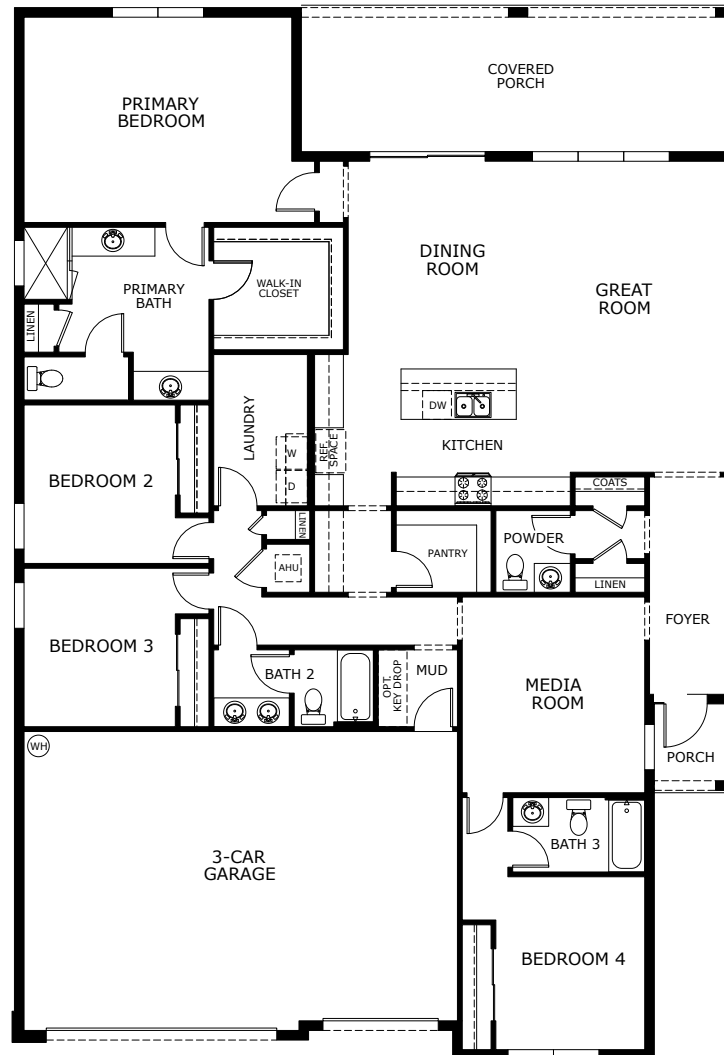 COVERED
PORCH
PRIMARY
BEDROOM
DINING
ROOM
GREAT
ROOM
PRIMARY
BATH
WALK-IN
CLOSET
LINEN
DW
KITCHEN
LAUNDRY
W
D
REF.
SPACE
BEDROOM 2
COATS
LINEN
POWDER
PANTRY
AHU
LINEN
FOYER
BEDROOM 3
BATH 2
OPT.
KEY DROP
MUD
MEDIA
ROOM
PORCH
WH
3-CAR
GARAGE
BATH 3
BEDROOM 4